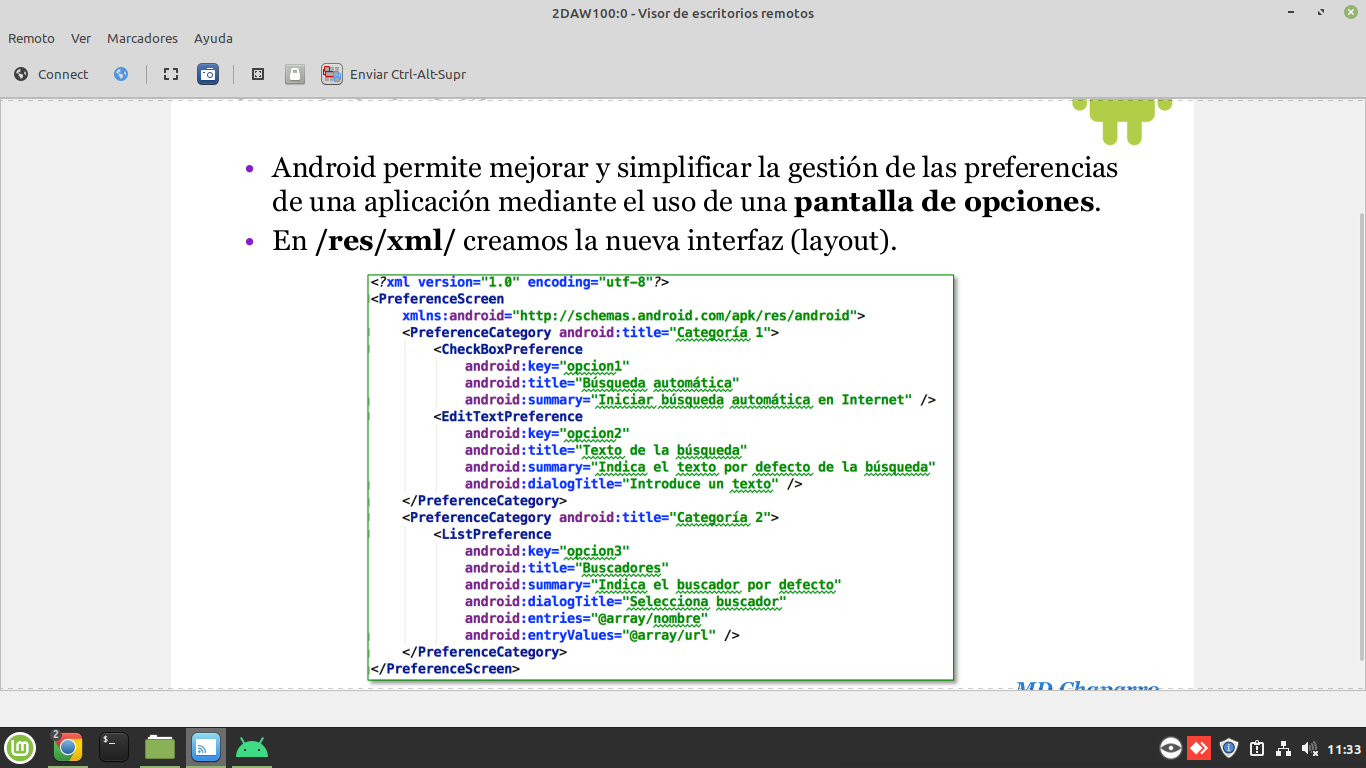 2DAW100:0 - Visor de escritorios remotos
Remoto Ver Marcadores Ayuda
Connect Enviar Ctrl-Alt-Supr
• Android permite mejorar y simplificar la gestión de las preferencias
de una aplicación mediante el uso de una pantalla de opciones.
• En /res/xml/ creamos la nueva interfaz (layout).
<?xml version="1.0" encoding="utf-8"?>
<PreferenceScreen
    xmlns:android="http://schemas.android.com/apk/res/android">
    <PreferenceCategory android:title="Categoría 1">
        <CheckBoxPreference
            android:key="opcion1"
            android:title="Búsqueda automática"
            android:summary="Iniciar búsqueda automática en Internet" />
        <EditTextPreference
            android:key="opcion2"
            android:title="Texto de la búsqueda"
            android:summary="Indica el texto por defecto de la búsqueda"
            android:dialogTitle="Introduce un texto" />
    </PreferenceCategory>
    <PreferenceCategory android:title="Categoría 2">
        <ListPreference
            android:key="opcion3"
            android:title="Buscadores"
            android:summary="Indica el buscador por defecto"
            android:dialogTitle="Selecciona buscador"
            android:entries="@array/nombre"
            android:entryValues="@array/url" />
    </PreferenceCategory>
</PreferenceScreen>
MD Chaparro
2
11:33